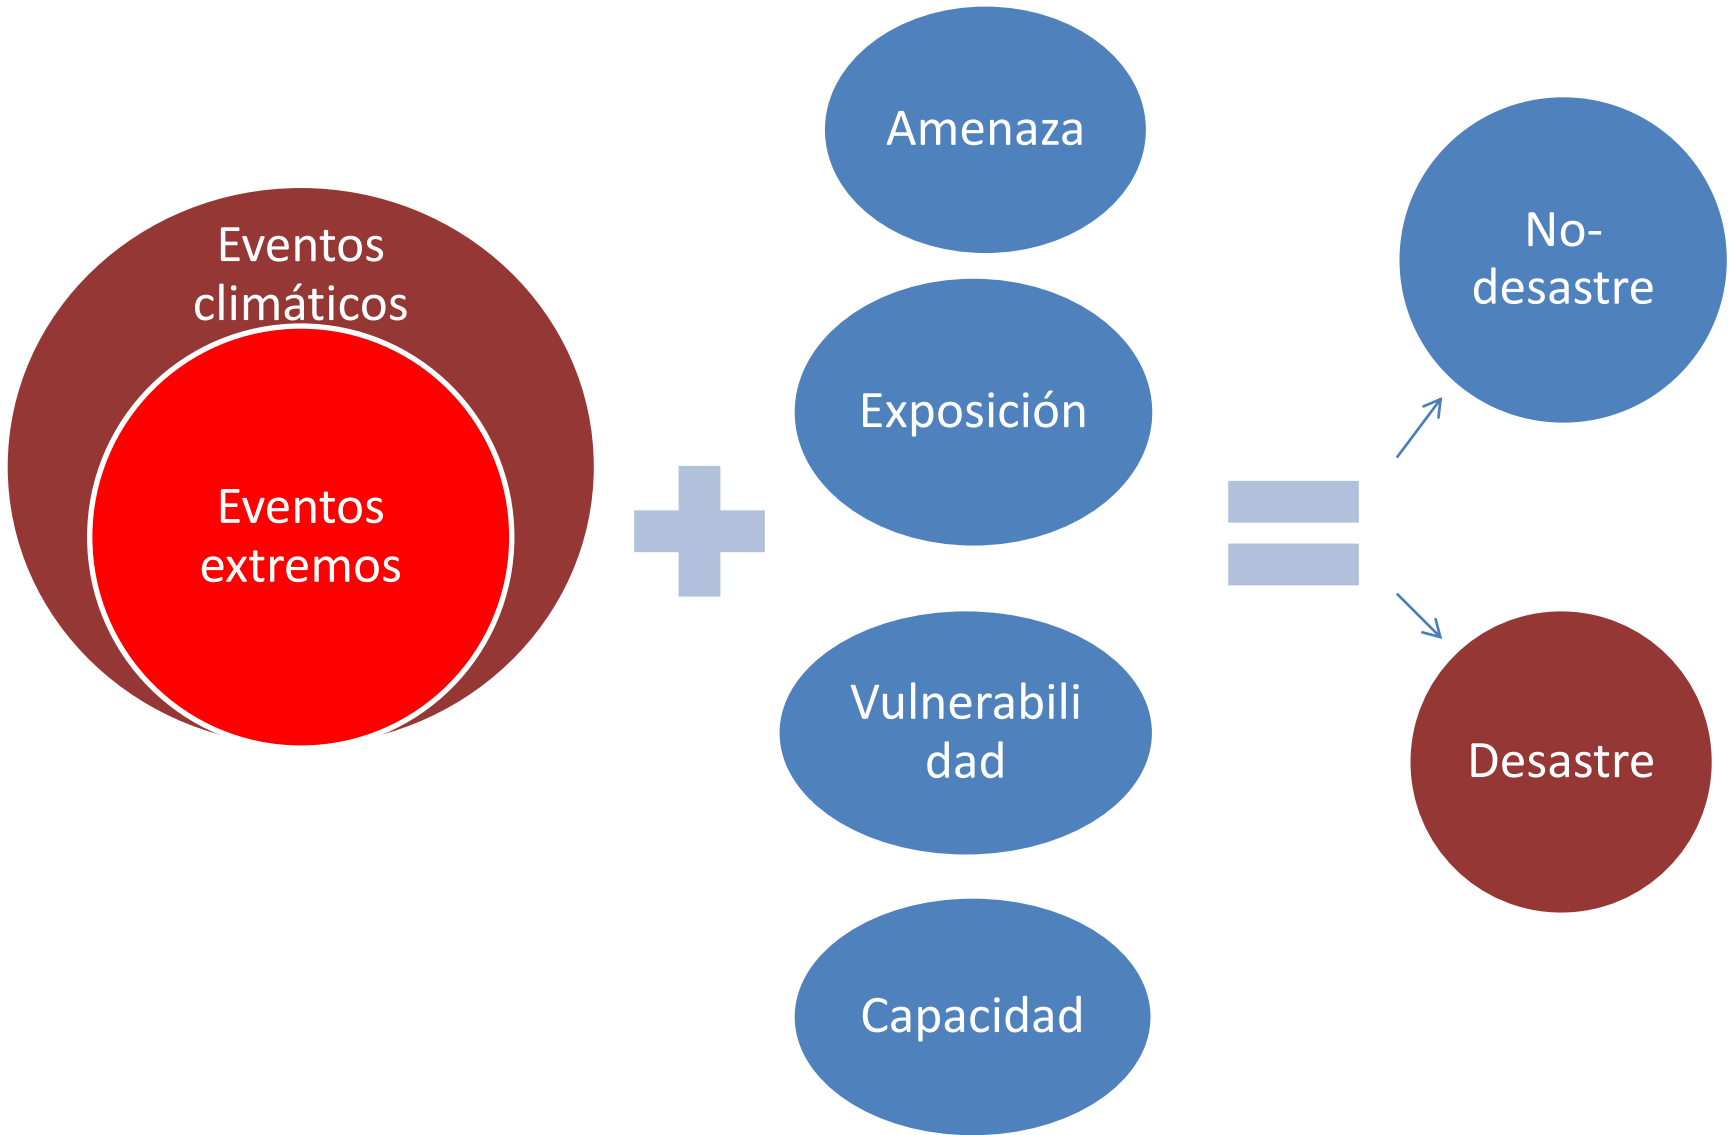 Eventos
climáticos
Eventos
extremos
Amenaza
Exposición
Vulnerabili
dad
Capacidad
No-
desastre
Desastre